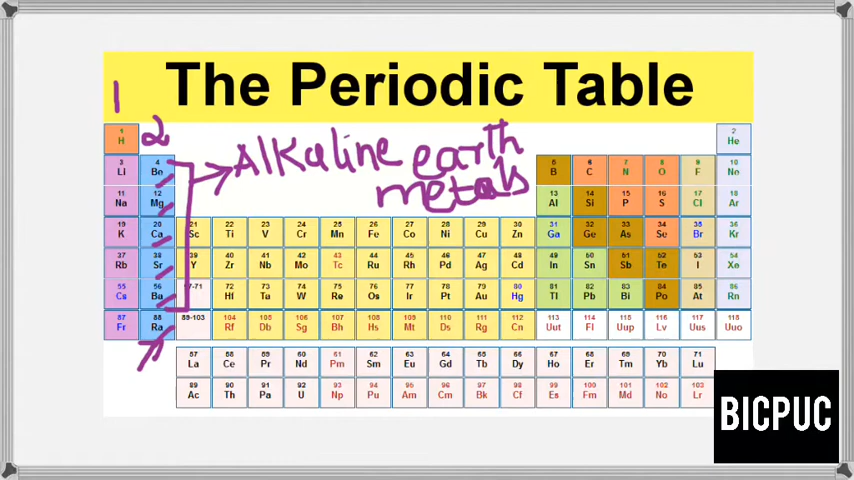 The Periodic Table
1
2
Alkaline earth
metals
1 2
H He
3 4 5 6 7 8 9 10
Li Be B C N O F Ne
11 12 13 14 15 16 17 18
Na Mg Al Si P S Cl Ar
19 20 21 22 23 24 25 26 27 28 29 30 31 32 33 34 35 36
K Ca Sc Ti V Cr Mn Fe Co Ni Cu Zn Ga Ge As Se Br Kr
37 38 39 40 41 42 43 44 45 46 47 48 49 50 51 52 53 54
Rb Sr Y Zr Nb Mo Tc Ru Rh Pd Ag Cd In Sn Sb Te I Xe
55 56 57-71 72 73 74 75 76 77 78 79 80 81 82 83 84 85 86
Cs Ba Hf Ta W Re Os Ir Pt Au Hg Tl Pb Bi Po At Rn
87 88 89-103 104 105 106 107 108 109 110 111 112 113 114 115 116 117 118
Fr Ra Rf Db Sg Bh Hs Mt Ds Rg Cn Uut Fl Uup Lv Uus Uuo
57 58 59 60 61 62 63 64 65 66 67 68 69 70 71
La Ce Pr Nd Pm Sm Eu Gd Tb Dy Ho Er Tm Yb Lu
89 90 91 92 93 94 95 96 97 98 99 100 101 102 103
Ac Th Pa U Np Pu Am Cm Bk Cf Es Fm Md No Lr
BICPUC